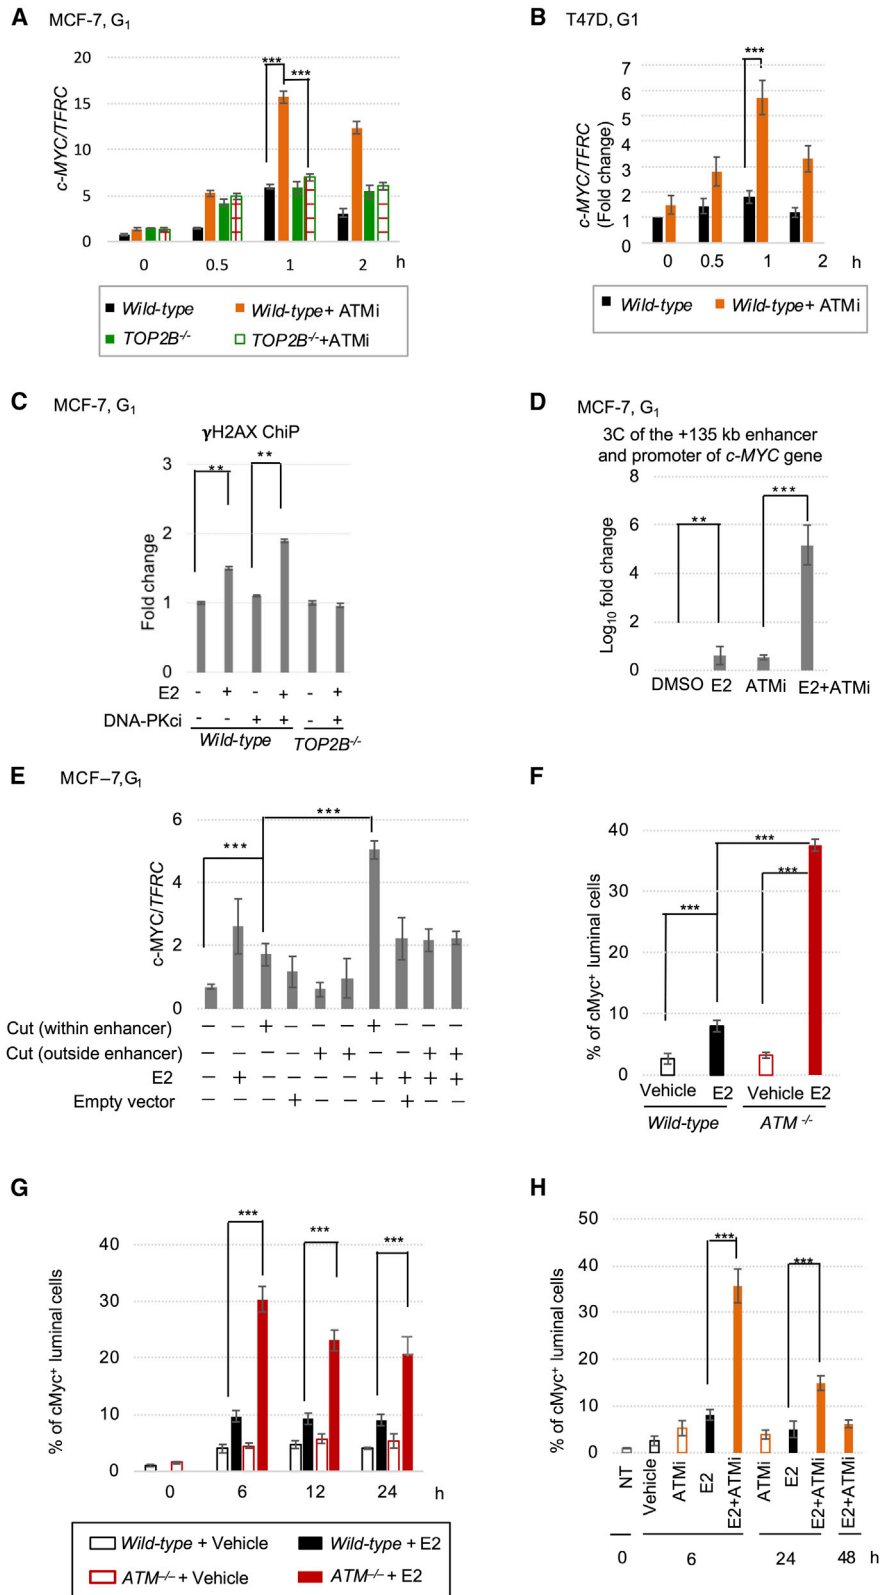 A MCF-7, G1
20
15
10
5
0
c-MYC/TFRC
*** ***
0 0.5 1 2 h
Wild-type Wild-type+ ATMi
TOP2B-/- TOP2B-/-+ATMi
B T47D, G1
7
6
5
4
3
2
1
0
c-MYC/TFRC
(Fold change)
***
0 0.5 1 2 h
Wild-type Wild-type+ ATMi
C MCF-7, G1
γH2AX ChiP
3
2
1
0
Fold change
** **
E2 - + - + - +
DNA-PKci - - + + - +
Wild-type TOP2B-/-
D MCF-7, G1
3C of the +135 kb enhancer
and promoter of c-MYC gene
8
6
4
2
0
Log10 fold change
** ***
DMSO E2 ATMi E2+ATMi
E MCF–7,G1
6
4
2
0
c-MYC/TFRC
*** ***
Cut (within enhancer) – – + – – – + – – –
Cut (outside enhancer) – – – – + + – – + +
E2 – + – – – – + + + +
Empty vector – – – + – – – + – –
F
40
30
20
10
0
% of cMyc+ luminal cells
*** *** ***
Vehicle E2 Vehicle E2
Wild-type ATM -/-
G
40
30
20
10
0
% of cMyc+ luminal cells
*** *** ***
0 6 12 24 h
Wild-type + Vehicle Wild-type + E2
ATM–/– + Vehicle ATM–/– + E2
H
50
40
30
20
10
0
% of cMyc+ luminal cells
*** ***
NT Vehicle ATMi E2 E2+ATMi ATMi E2 E2+ATMi E2+ATMi
0 6 24 48 h